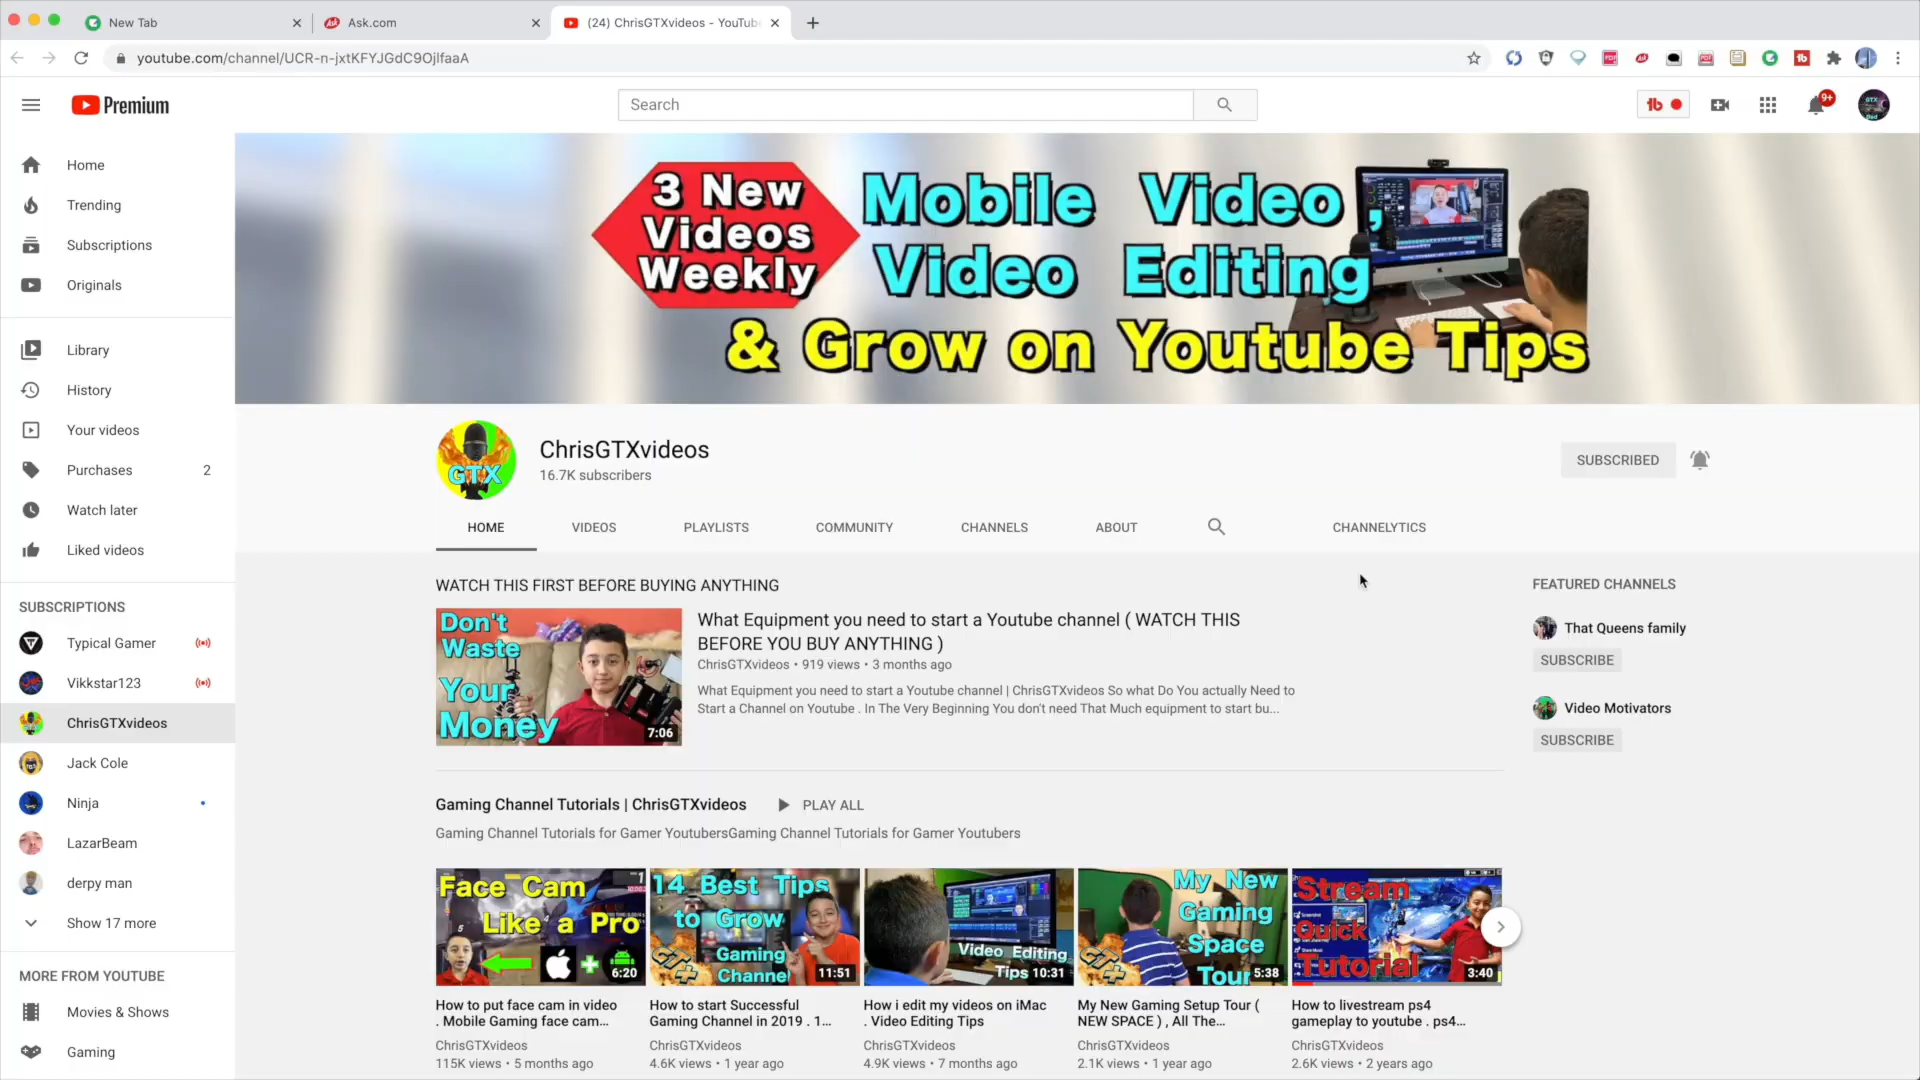 New Tab
Ask.com
(24) ChrisGTXvideos - YouTube
youtube.com/channel/UCR-n-jxtKFYJGdC9OjlfaaA
Premium
Search
9+
Home
Trending
Subscriptions
Originals
Library
History
Your videos
Purchases 2
Watch later
Liked videos
SUBSCRIPTIONS
Typical Gamer
Vikkstar123
ChrisGTXvideos
Jack Cole
Ninja
LazarBeam
derpy man
Show 17 more
MORE FROM YOUTUBE
Movies & Shows
Gaming
3 New
Videos
Weekly
Mobile Video ,
Video Editing
& Grow on Youtube Tips
GTX
ChrisGTXvideos
16.7K subscribers
SUBSCRIBED
HOME VIDEOS PLAYLISTS COMMUNITY CHANNELS ABOUT CHANNELYTICS
WATCH THIS FIRST BEFORE BUYING ANYTHING
Don't
Waste
Your
Money
7:06
What Equipment you need to start a Youtube channel ( WATCH THIS
BEFORE YOU BUY ANYTHING )
ChrisGTXvideos • 919 views • 3 months ago
What Equipment you need to start a Youtube channel | ChrisGTXvideos So what Do You actually Need to
Start a Channel on Youtube . In The Very Beginning You don't need That Much equipment to start bu...
FEATURED CHANNELS
That Queens family
SUBSCRIBE
Video Motivators
SUBSCRIBE
Gaming Channel Tutorials | ChrisGTXvideos PLAY ALL
Gaming Channel Tutorials for Gamer YoutubersGaming Channel Tutorials for Gamer Youtubers
Face Cam
Like a Pro
6:20
How to put face cam in video
. Mobile Gaming face cam...
ChrisGTXvideos
115K views • 5 months ago
14 Best Tips
to Grow
Gaming
Channel
11:51
How to start Successful
Gaming Channel in 2019 . 1...
ChrisGTXvideos
4.6K views • 1 year ago
Video Editing
Tips
10:31
How i edit my videos on iMac
. Video Editing Tips
ChrisGTXvideos
4.9K views • 7 months ago
My New
Gaming
Space
Tour
5:38
My New Gaming Setup Tour (
NEW SPACE ) , All The...
ChrisGTXvideos
2.1K views • 1 year ago
Stream
Quick
Tutorial
3:40
How to livestream ps4
gameplay to youtube . ps4...
ChrisGTXvideos
2.6K views • 2 years ago